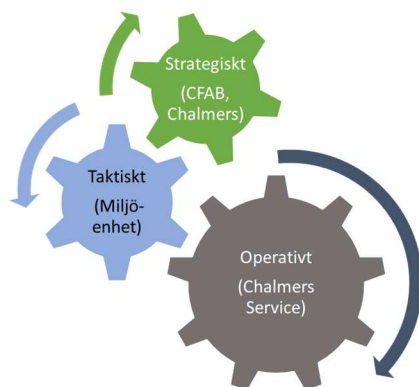 Strategiskt
(CFAB,
Chalmers)
Taktiskt
(Miljö-
enhet)
Operativt
(Chalmers
Service)